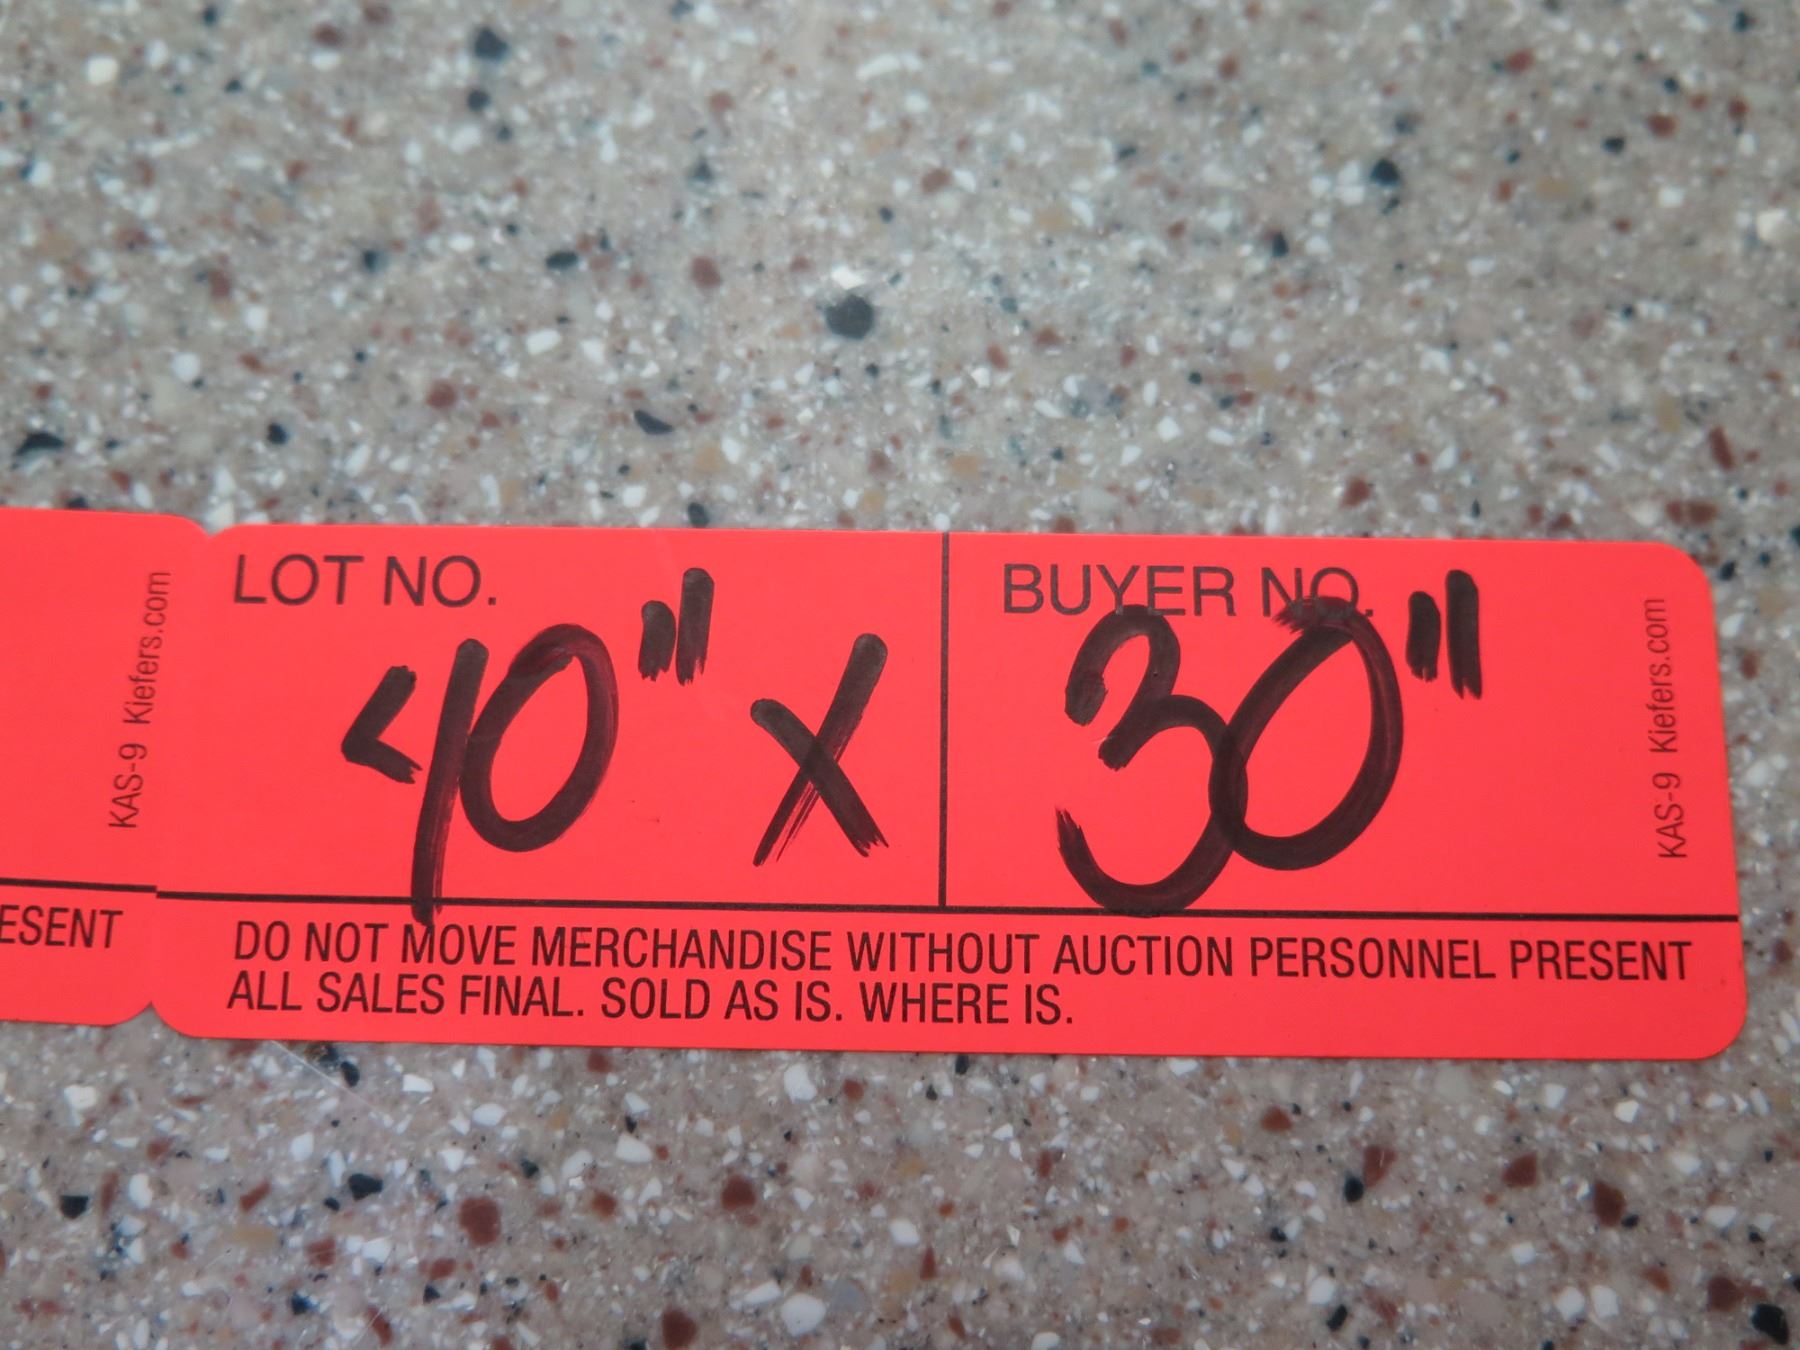 KAS-9 Kiefers.com
ESENT
LOT NO.
40" X
BUYER NO.
30"
KAS-9 Kiefers.com
DO NOT MOVE MERCHANDISE WITHOUT AUCTION PERSONNEL PRESENT
ALL SALES FINAL. SOLD AS IS. WHERE IS.